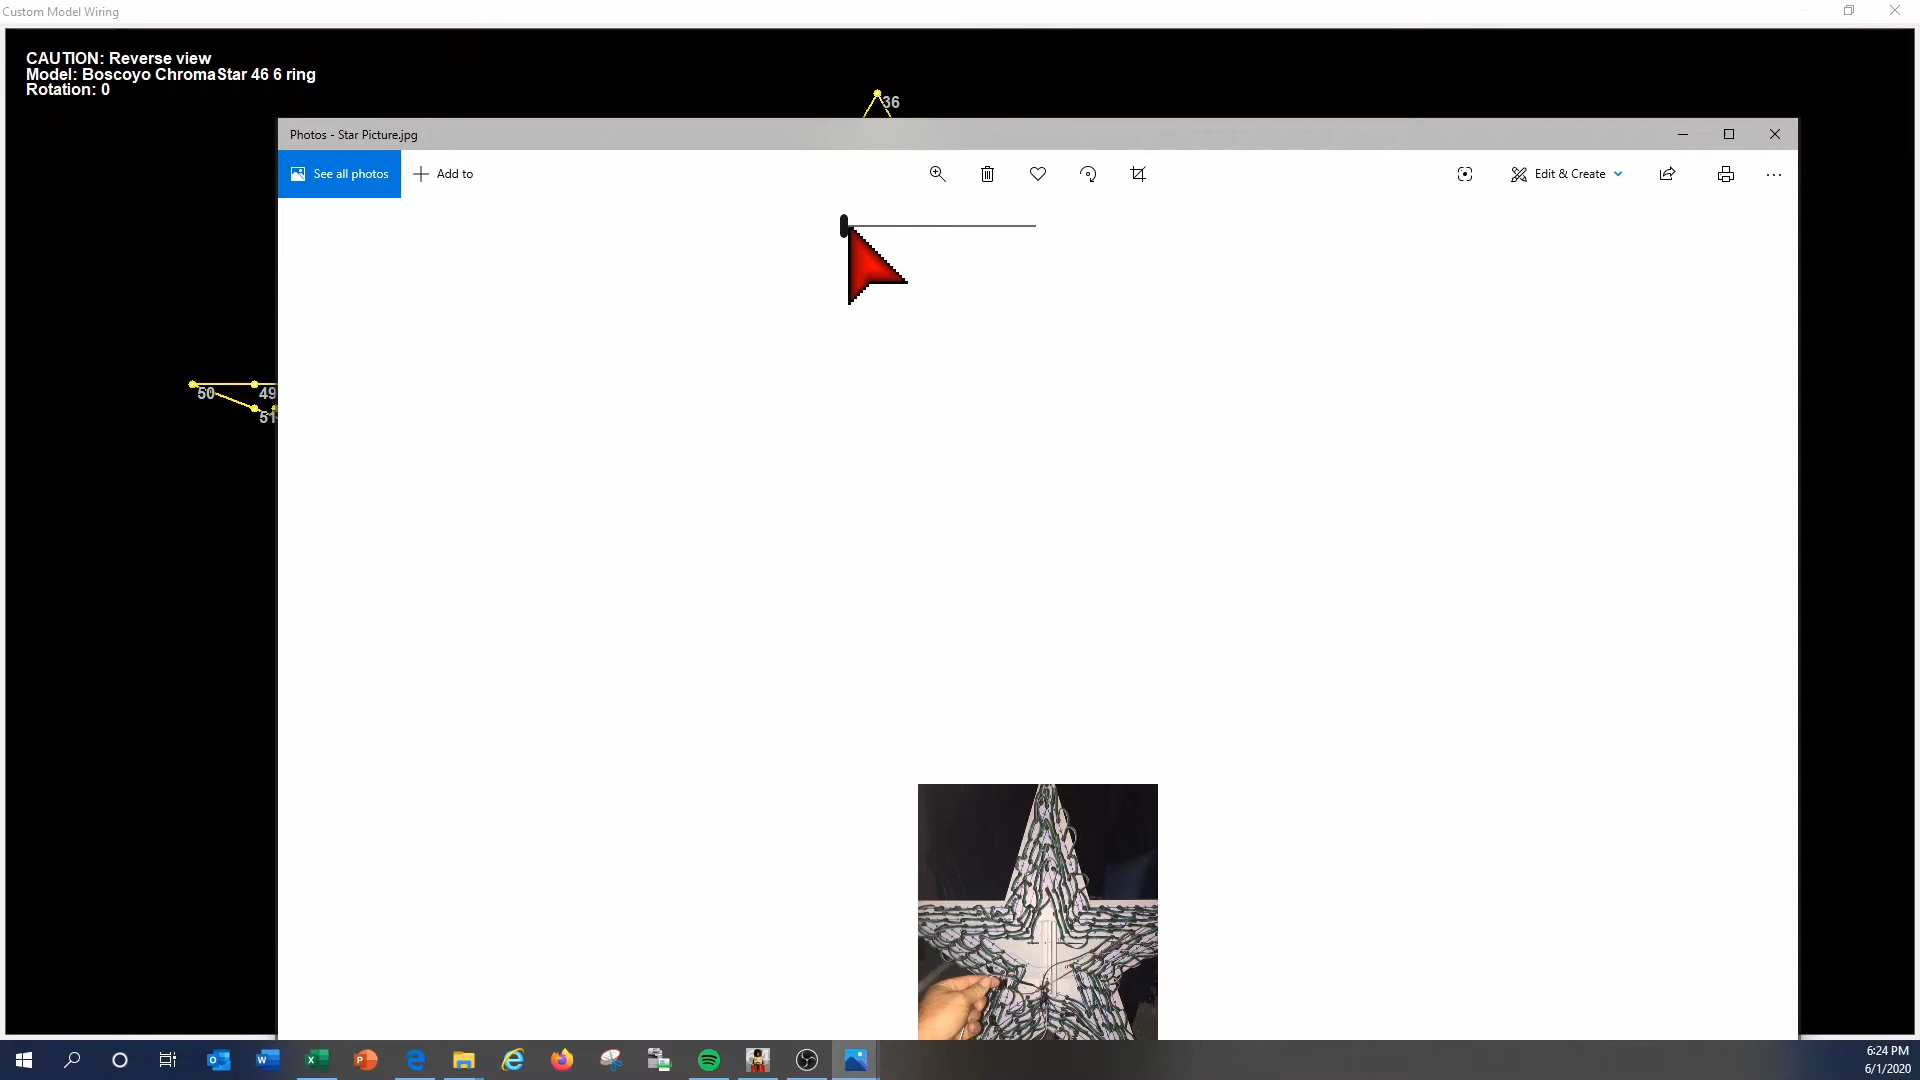 Custom Model Wiring
CAUTION: Reverse view
Model: Boscoyo ChromaStar 46 6 ring
Rotation: 0
36
Photos - Star Picture.jpg
See all photos
Add to
Edit & Create
50
49
51
6:24 PM
6/1/2020